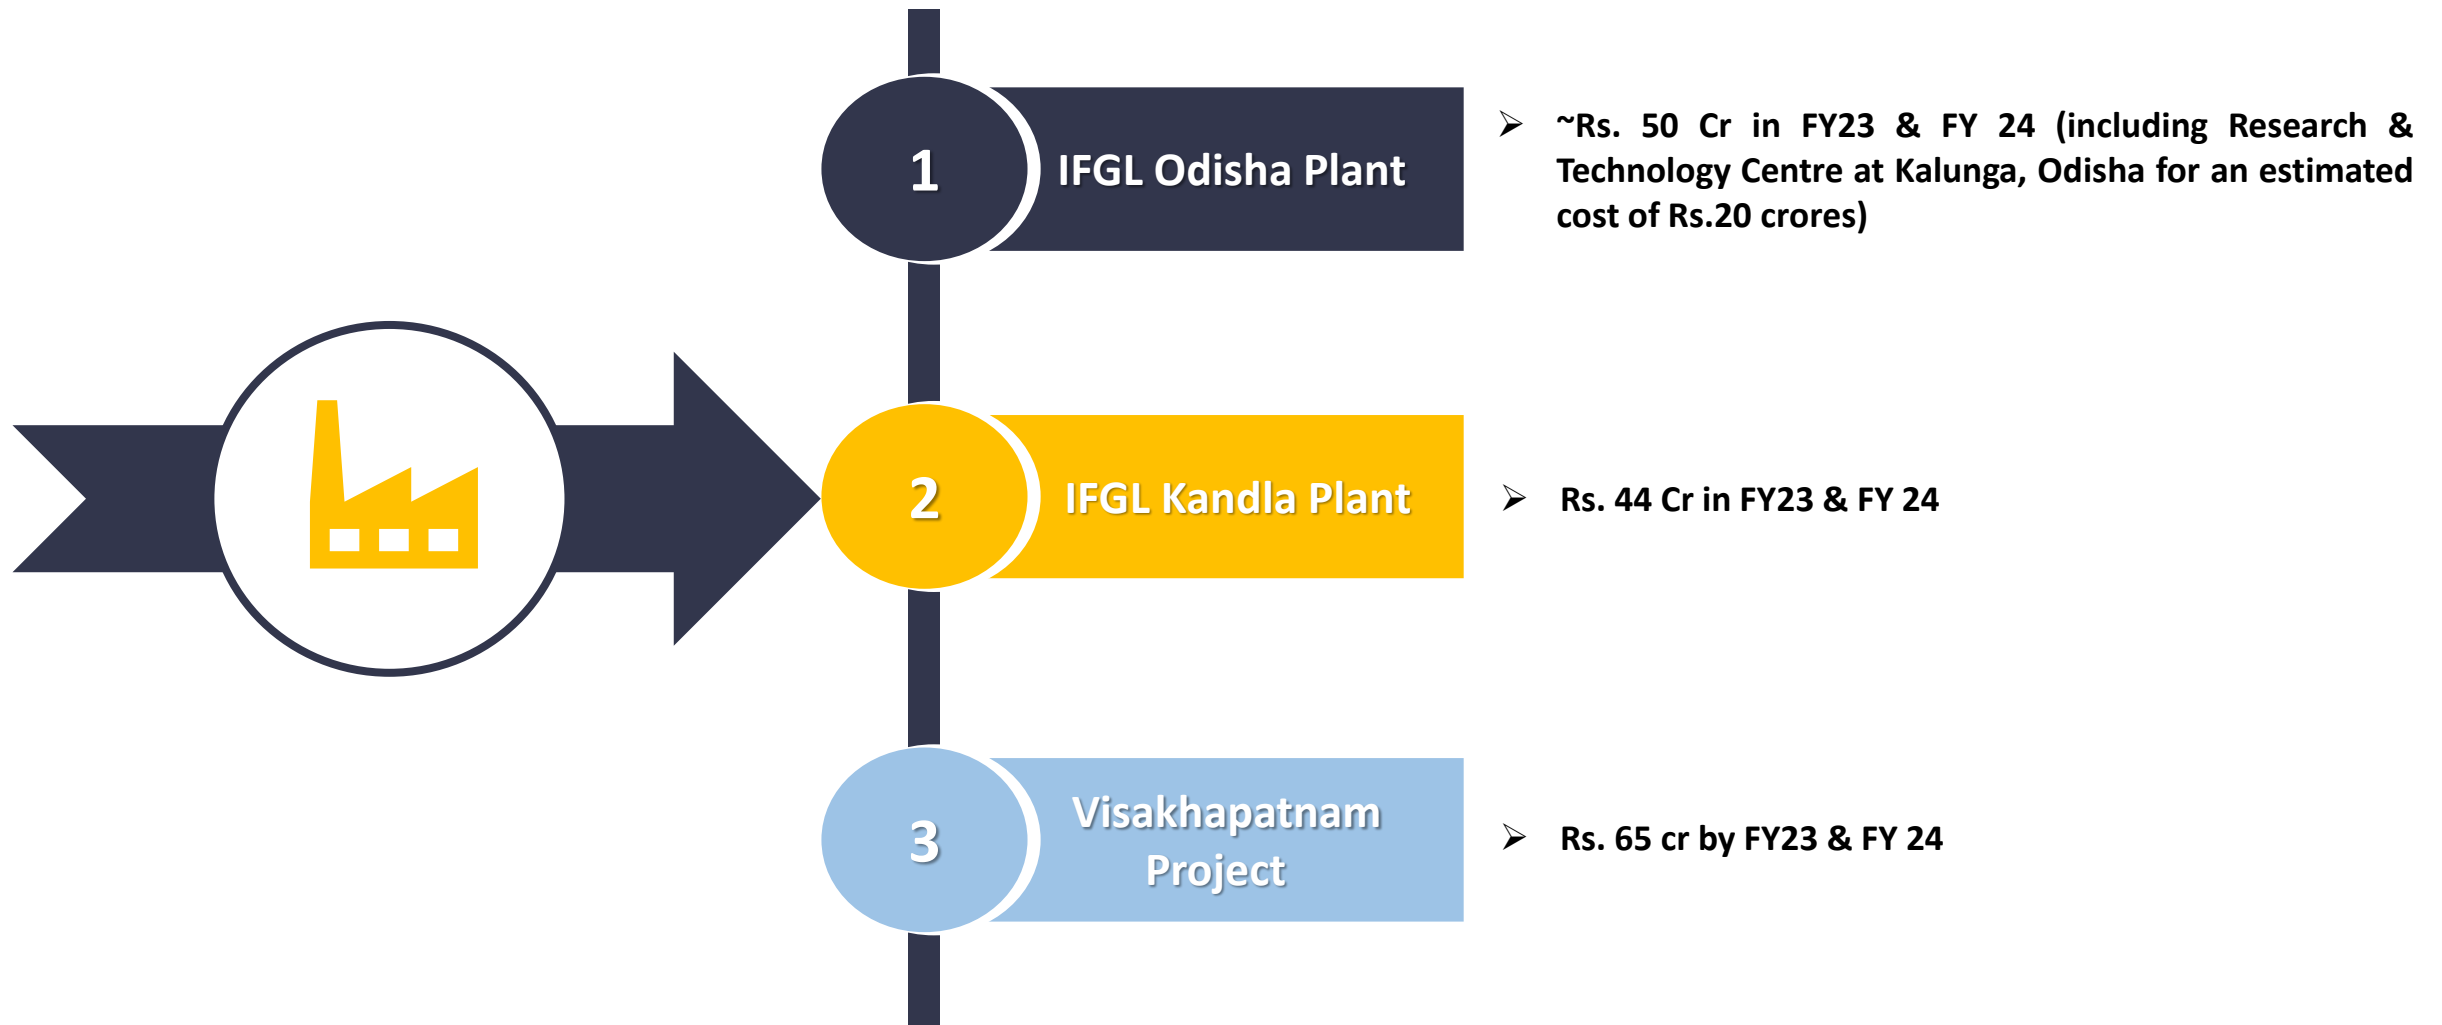 1
IFGL Odisha Plant
➢ ~Rs. 50 Cr in FY23 & FY 24 (including Research &
Technology Centre at Kalunga, Odisha for an estimated
cost of Rs.20 crores)
2
IFGL Kandla Plant
➢ Rs. 44 Cr in FY23 & FY 24
3
Visakhapatnam
Project
➢ Rs. 65 cr by FY23 & FY 24